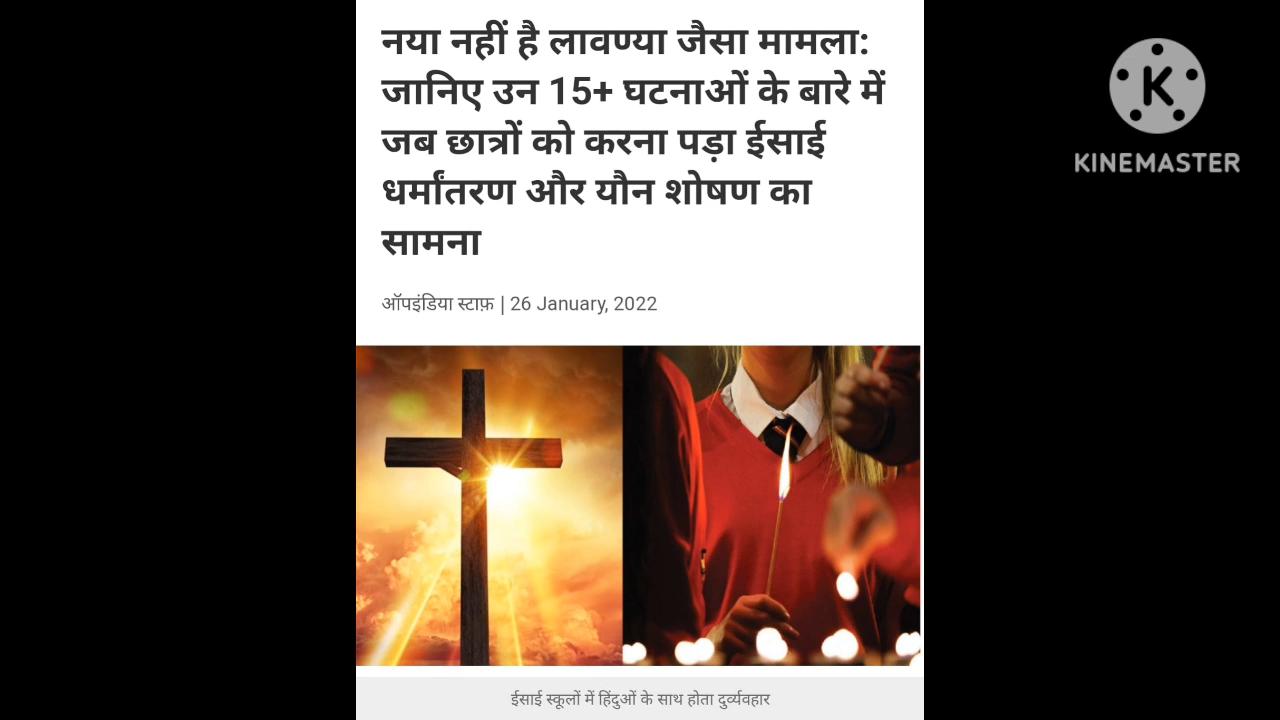 नया नहीं है लावण्या जैसा मामला:
जानिए उन 15+ घटनाओं के बारे में
जब छात्रों को करना पड़ा ईसाई
धर्मांतरण और यौन शोषण का
सामना
ऑपइंडिया स्टाफ़ | 26 January, 2022
K
KINEMASTER
ईसाई स्कूलों में हिंदुओं के साथ होता दुर्व्यवहार